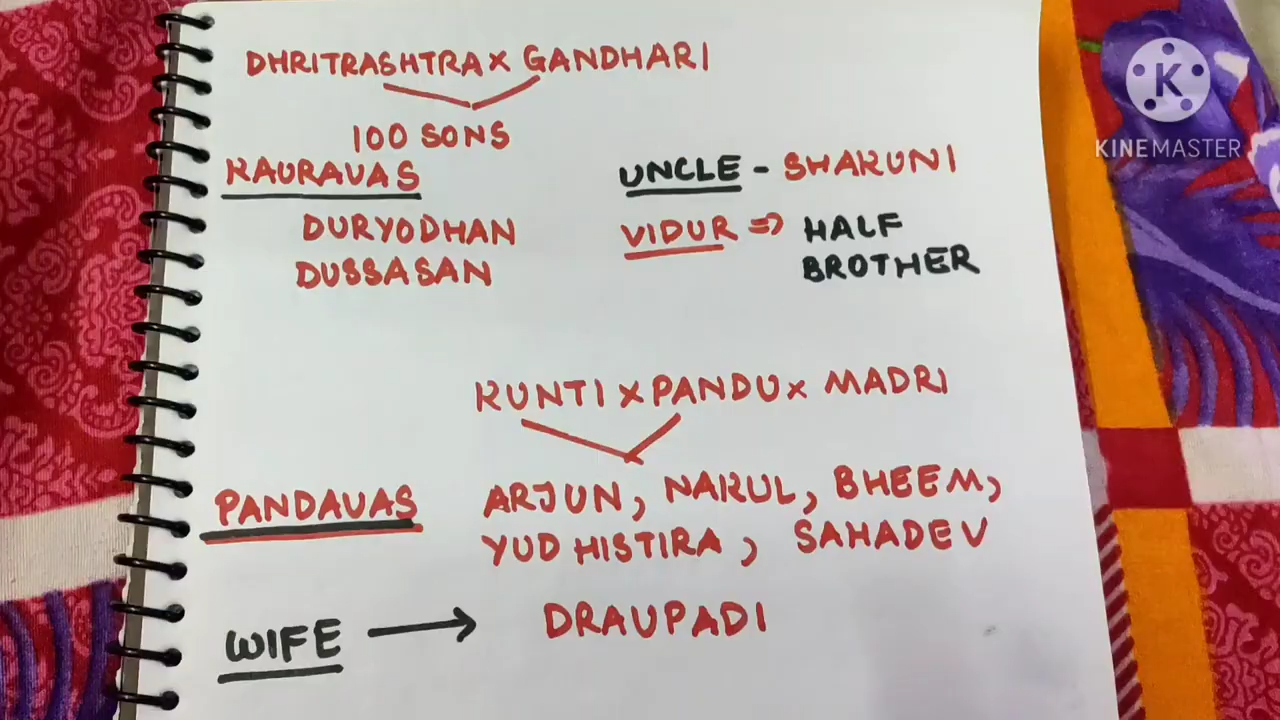 DHRITRASHTRA x GANDHARI
100 SONS
KAURAVAS
DURYODHAN
DUSSASAN
UNCLE - SHAKUNI
VIDUR ⇒ HALF
BROTHER
KUNTI x PANDU x MADRI
PANDAVAS
ARJUN, NAKUL, BHEEM,
YUDHISTIRA, SAHADEV
WIFE → DRAUPADI
K
KINEMASTER